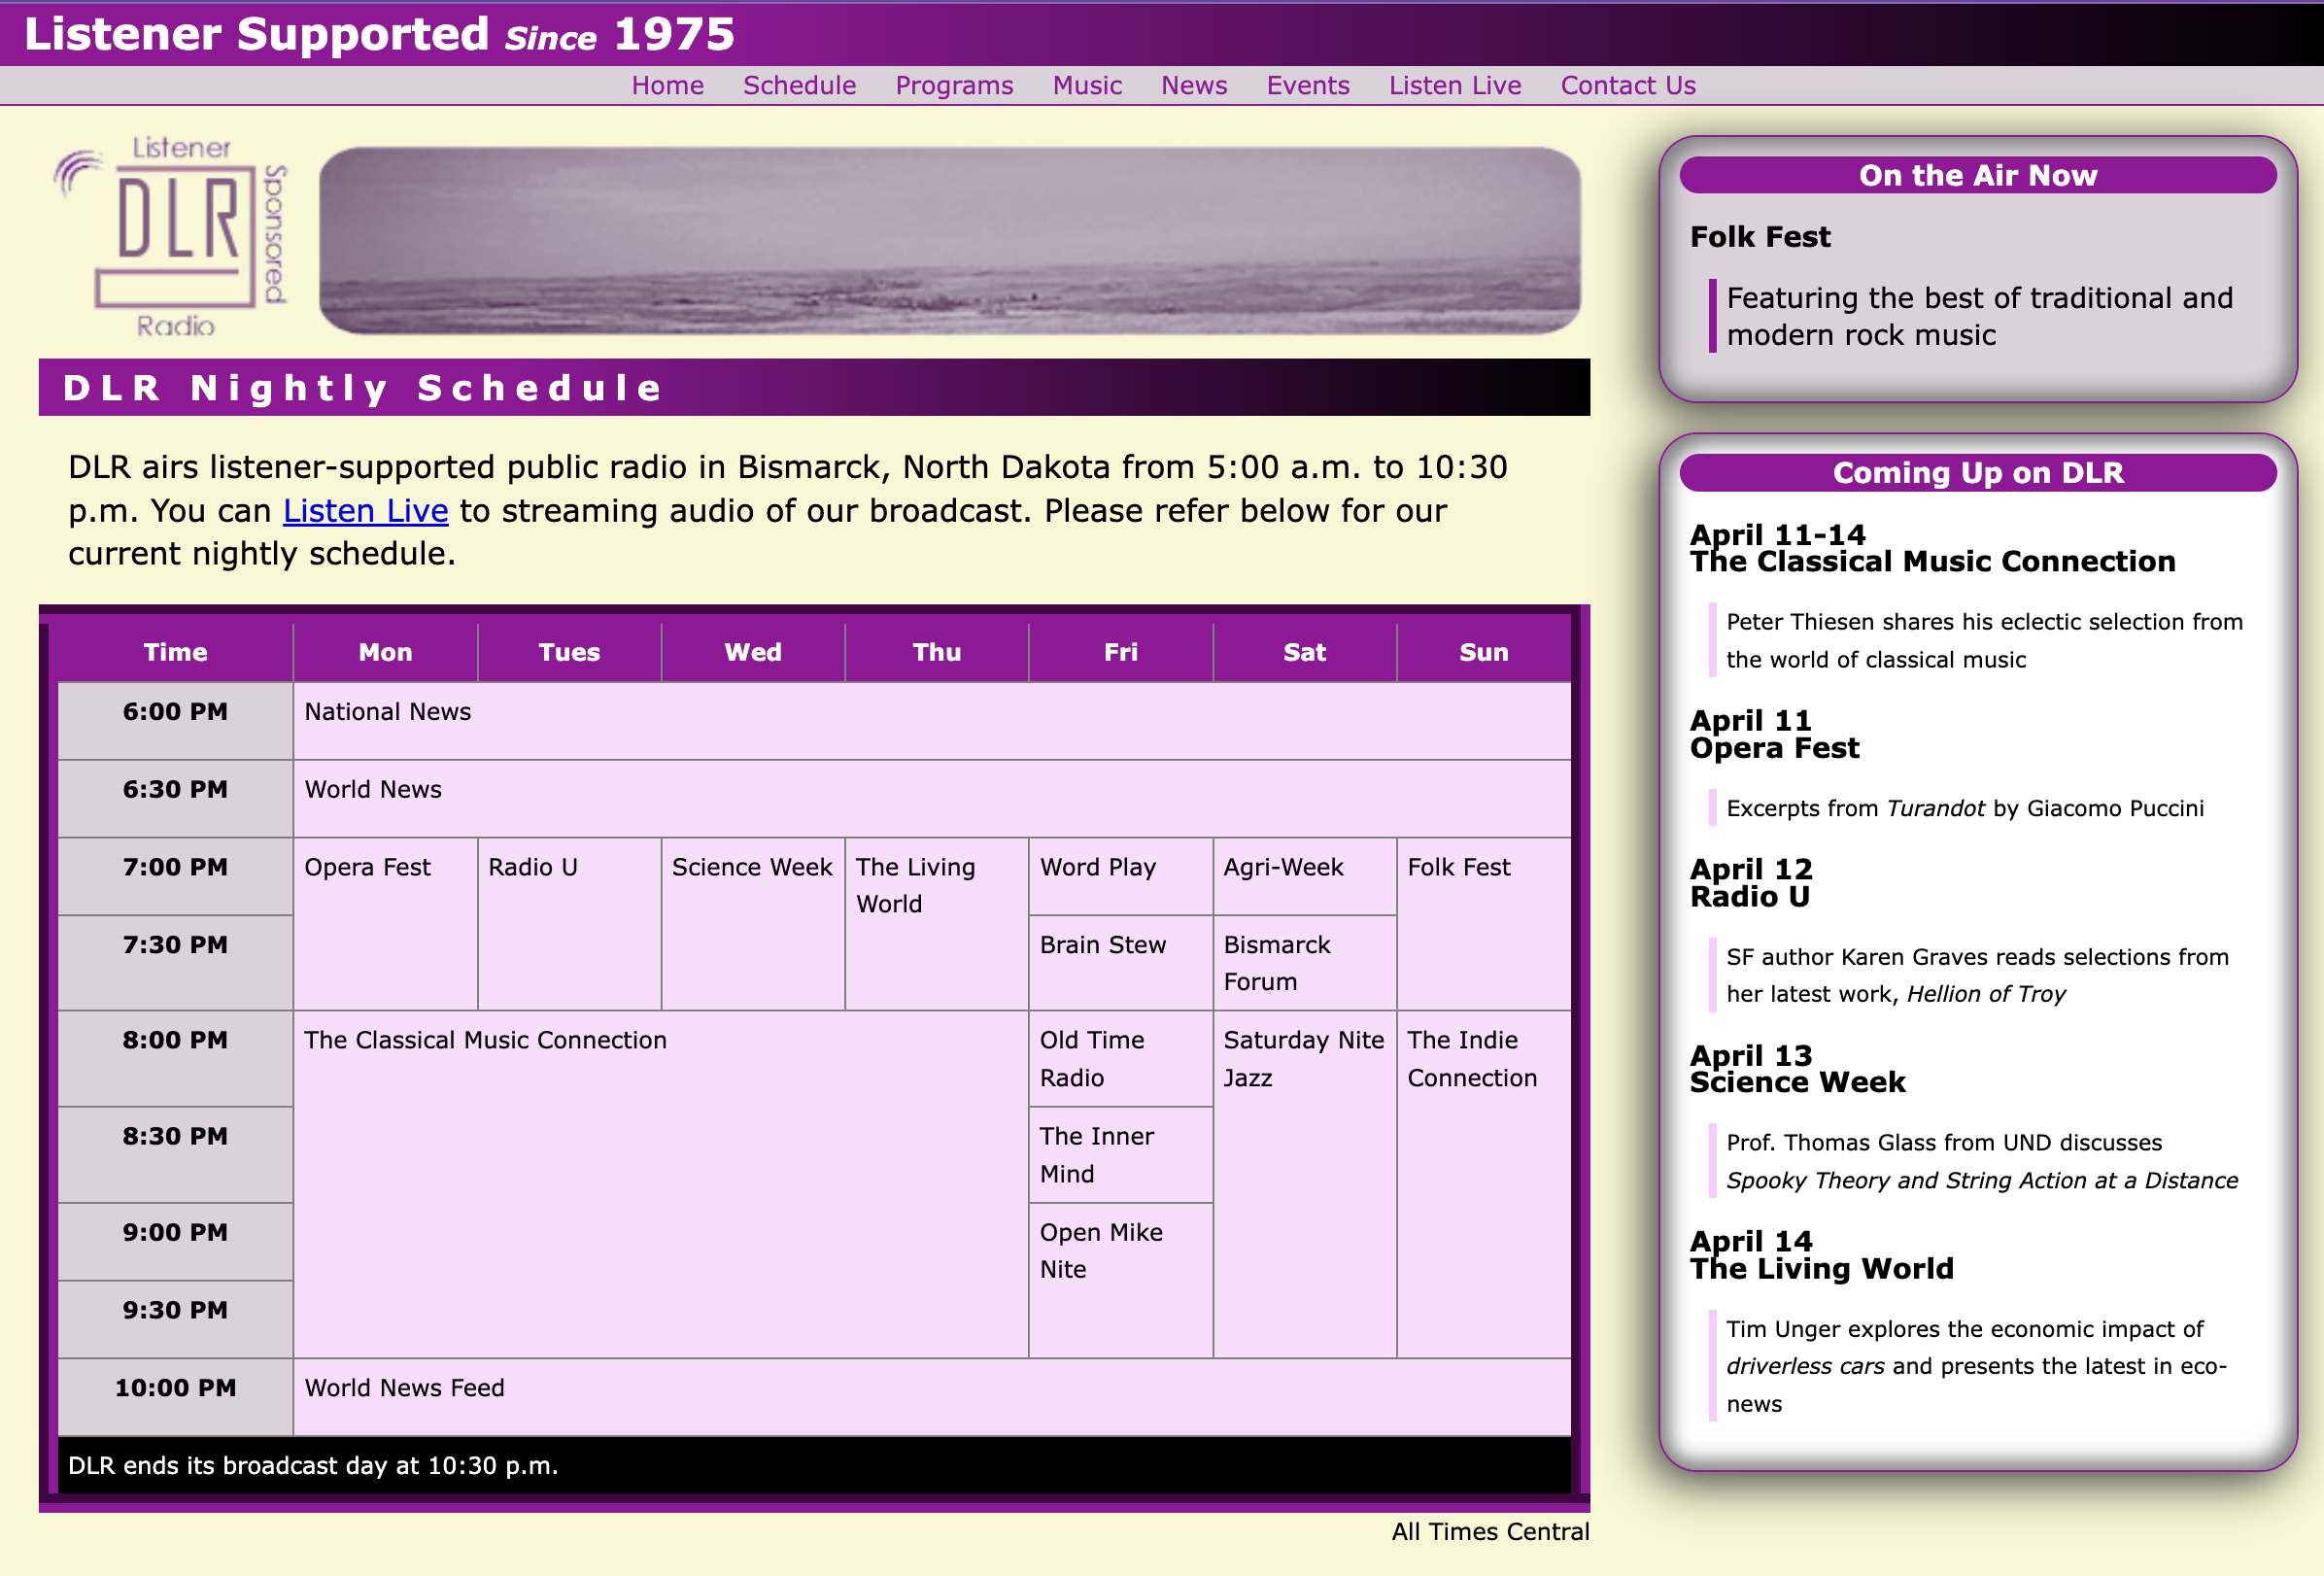 Listener Supported Since 1975
Home Schedule Programs Music News Events Listen Live Contact Us
Listener
DLR
Sponsored
Radio
DLR Nightly Schedule
DLR airs listener-supported public radio in Bismarck, North Dakota from 5:00 a.m. to 10:30
p.m. You can Listen Live to streaming audio of our broadcast. Please refer below for our
current nightly schedule.
Time Mon Tues Wed Thu Fri Sat Sun
6:00 PM National News
6:30 PM World News
7:00 PM Opera Fest Radio U Science Week The Living Word Play Agri-Week Folk Fest
World
7:30 PM Brain Stew Bismarck
Forum
8:00 PM The Classical Music Connection Old Time Saturday Nite The Indie
Radio Jazz Connection
8:30 PM The Inner
Mind
9:00 PM Open Mike
Nite
9:30 PM
10:00 PM World News Feed
DLR ends its broadcast day at 10:30 p.m.
All Times Central
On the Air Now
Folk Fest
Featuring the best of traditional and
modern rock music
Coming Up on DLR
April 11-14
The Classical Music Connection
Peter Thiesen shares his eclectic selection from
the world of classical music
April 11
Opera Fest
Excerpts from Turandot by Giacomo Puccini
April 12
Radio U
SF author Karen Graves reads selections from
her latest work, Hellion of Troy
April 13
Science Week
Prof. Thomas Glass from UND discusses
Spooky Theory and String Action at a Distance
April 14
The Living World
Tim Unger explores the economic impact of
driverless cars and presents the latest in eco-
news